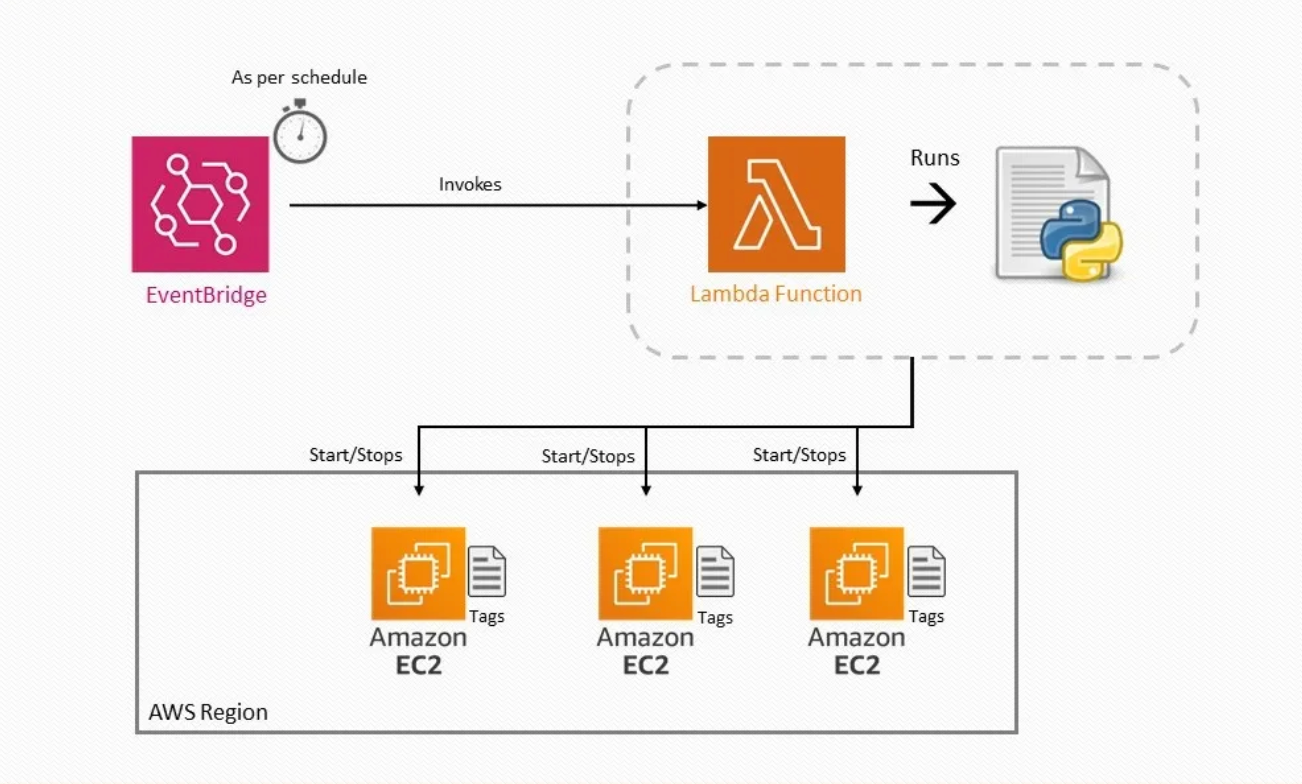 As per schedule
Invokes
Runs
EventBridge
Lambda Function
Start/Stops
Start/Stops
Start/Stops
Tags
Tags
Tags
Amazon
EC2
Amazon
EC2
Amazon
EC2
AWS Region